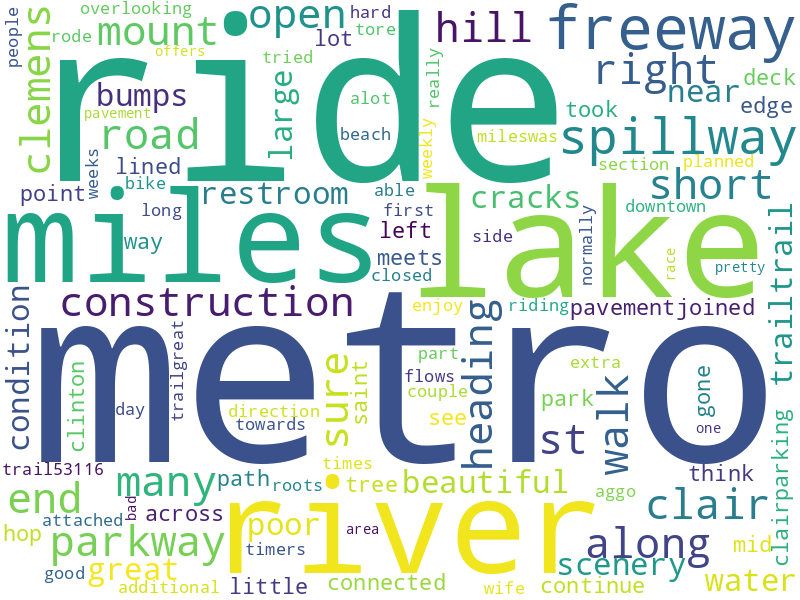 people
overlooking
rode
mount
offers
open
lot
hard
tore
hill
freeway
clemens
ride
tried
alot
really
right
near
deck
edge
bumps
pavement
large
beach
weekly
mileswas
took
spillway
road
lined
section
planned
point
weeks
bike
restroom
able
cracks
short
miles
long
way
first
left
lake
downtown
side
normally
trailtrail
meets
closed
race
pretty
condition
construction
enjoy
riding
pavementjoined
metro
trailgreat
clinton
day
direction
towards
sure
saint
part
flows
couple
see
heading
extra
park
st
walk
gone
one
clairparking
trail53116
many
path
roots
times
tree
beautiful
aggo
think
end
hop
attached
bad
across
river
poor
timers
area
parkway
along
clair
mid
good
great
additional
little
connected
wife
continue
scenery
water